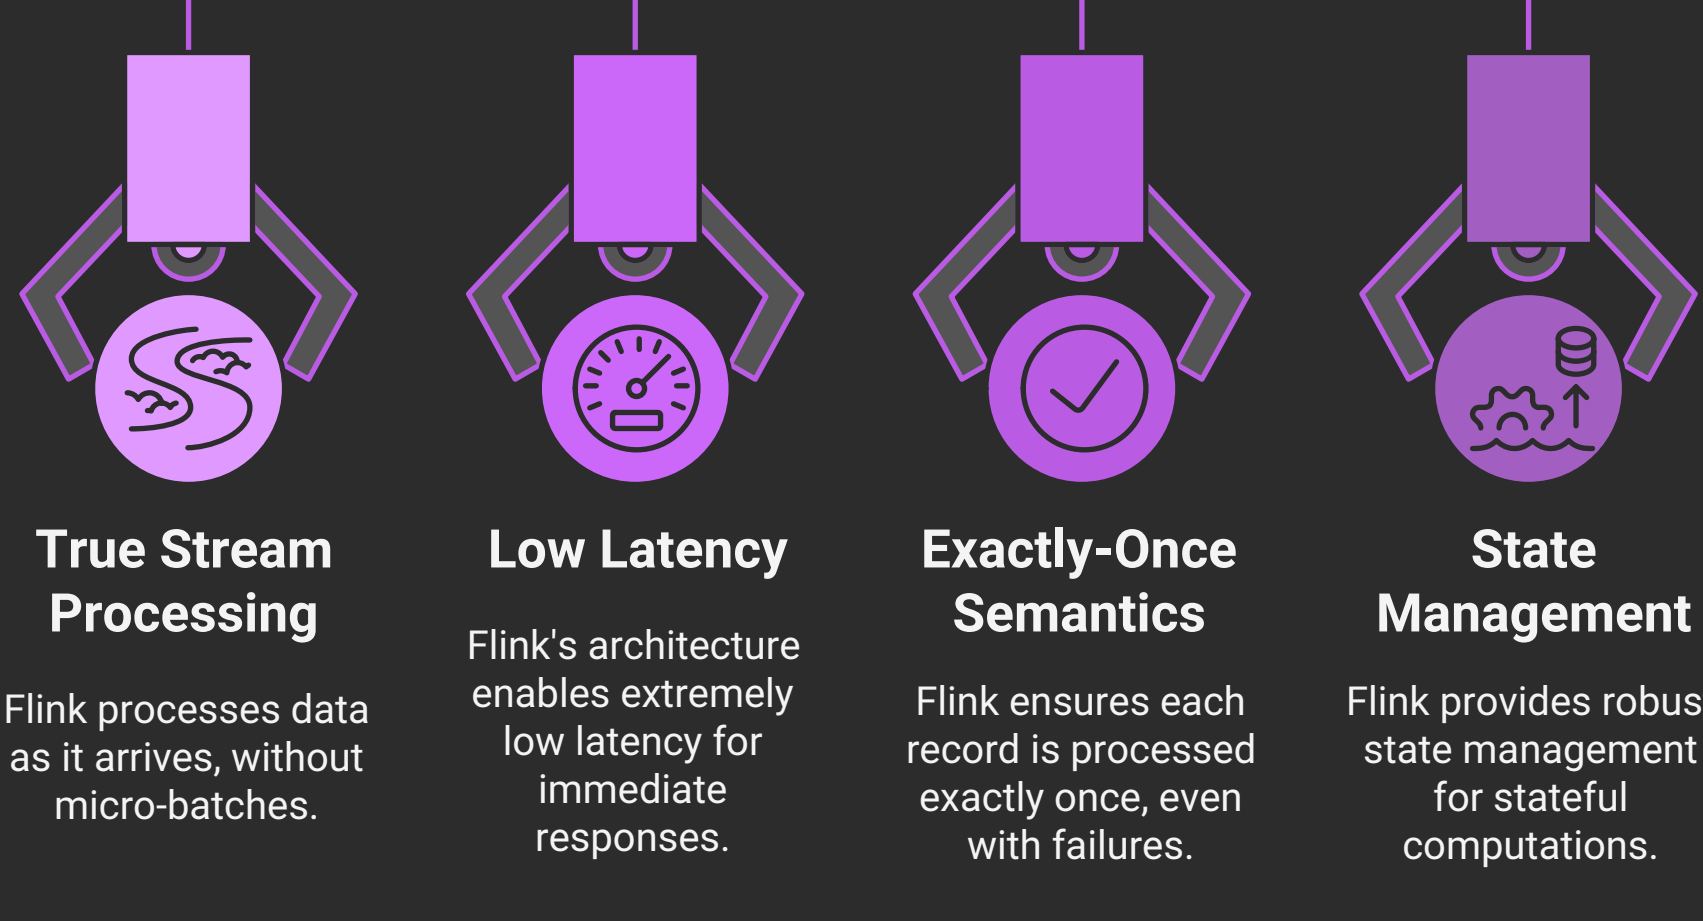 True Stream
Processing
Flink processes data
as it arrives, without
micro-batches.
Low Latency
Flink's architecture
enables extremely
low latency for
immediate
responses.
Exactly-Once
Semantics
Flink ensures each
record is processed
exactly once, even
with failures.
State
Management
Flink provides robus
state management
for stateful
computations.